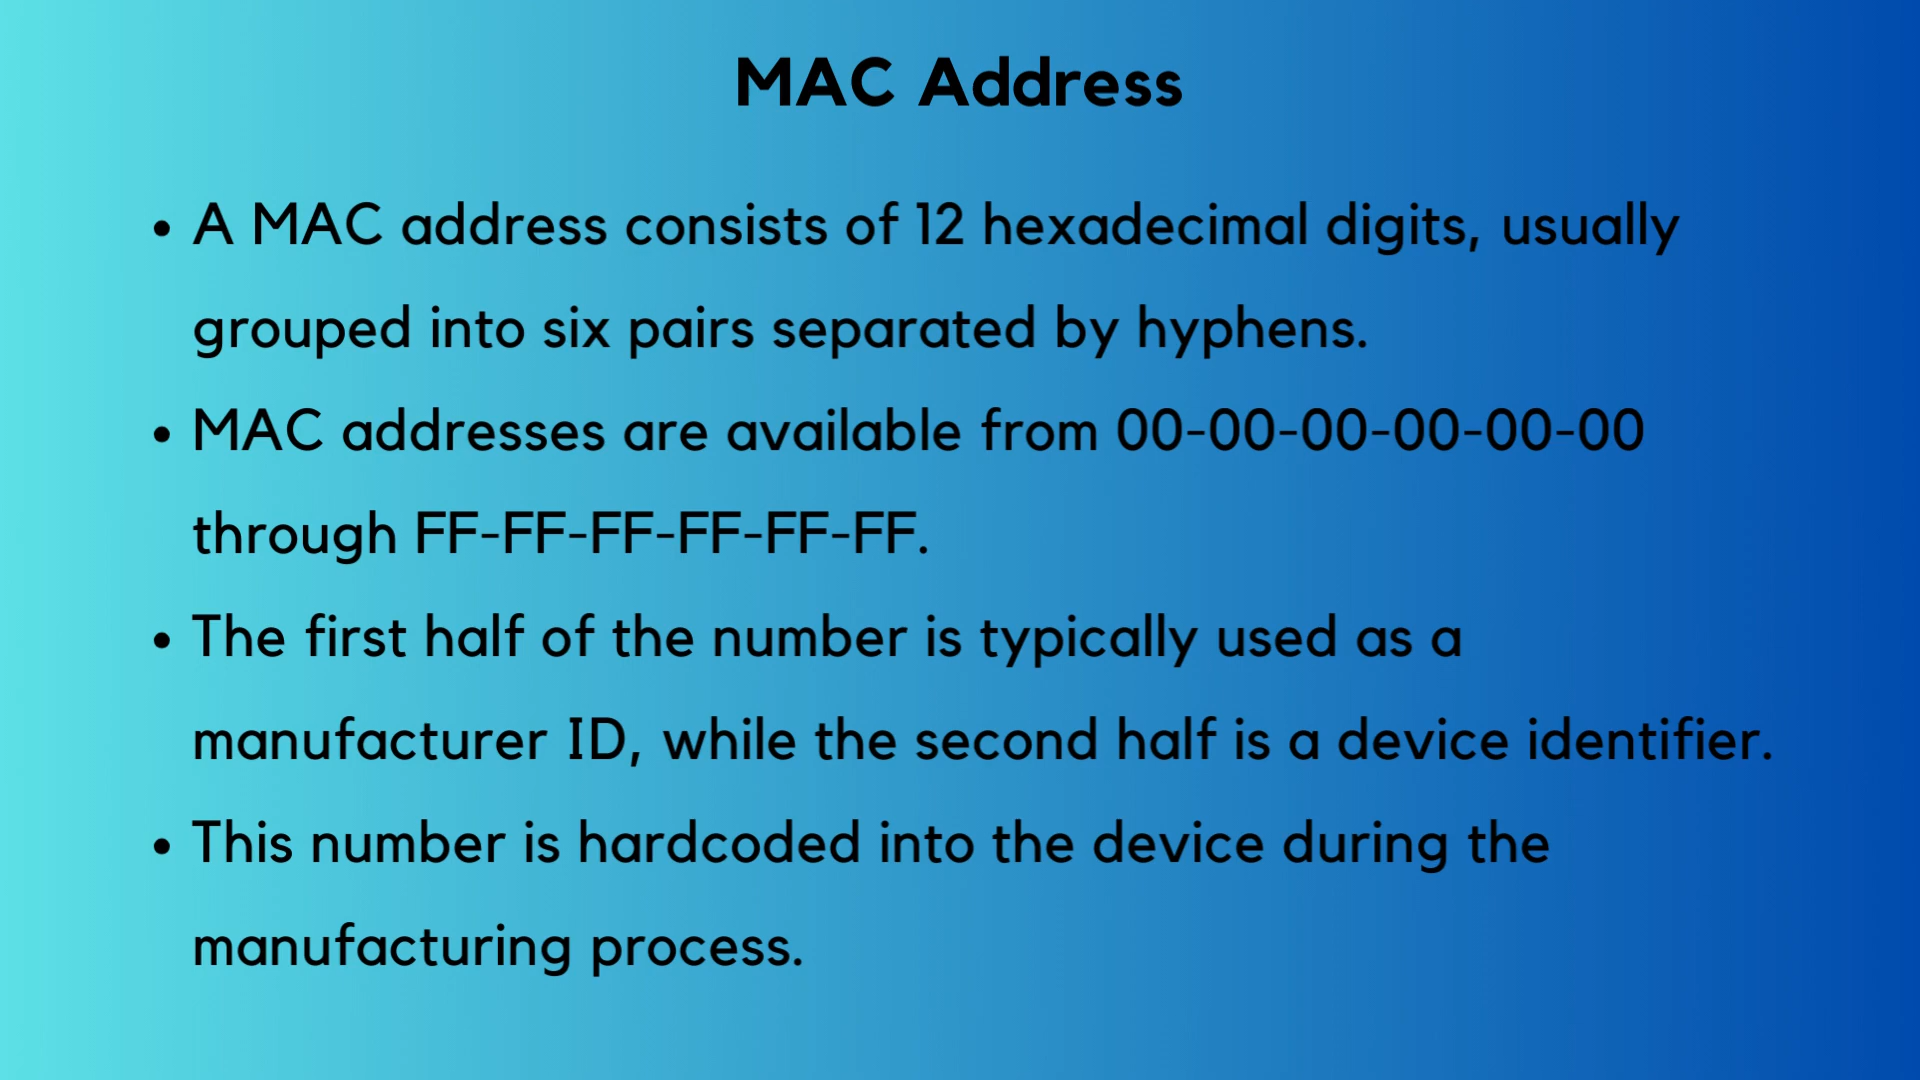 MAC Address
• A MAC address consists of 12 hexadecimal digits, usually
grouped into six pairs separated by hyphens.
• MAC addresses are available from 00-00-00-00-00-00
through FF-FF-FF-FF-FF-FF.
• The first half of the number is typically used as a
manufacturer ID, while the second half is a device identifier.
• This number is hardcoded into the device during the
manufacturing process.